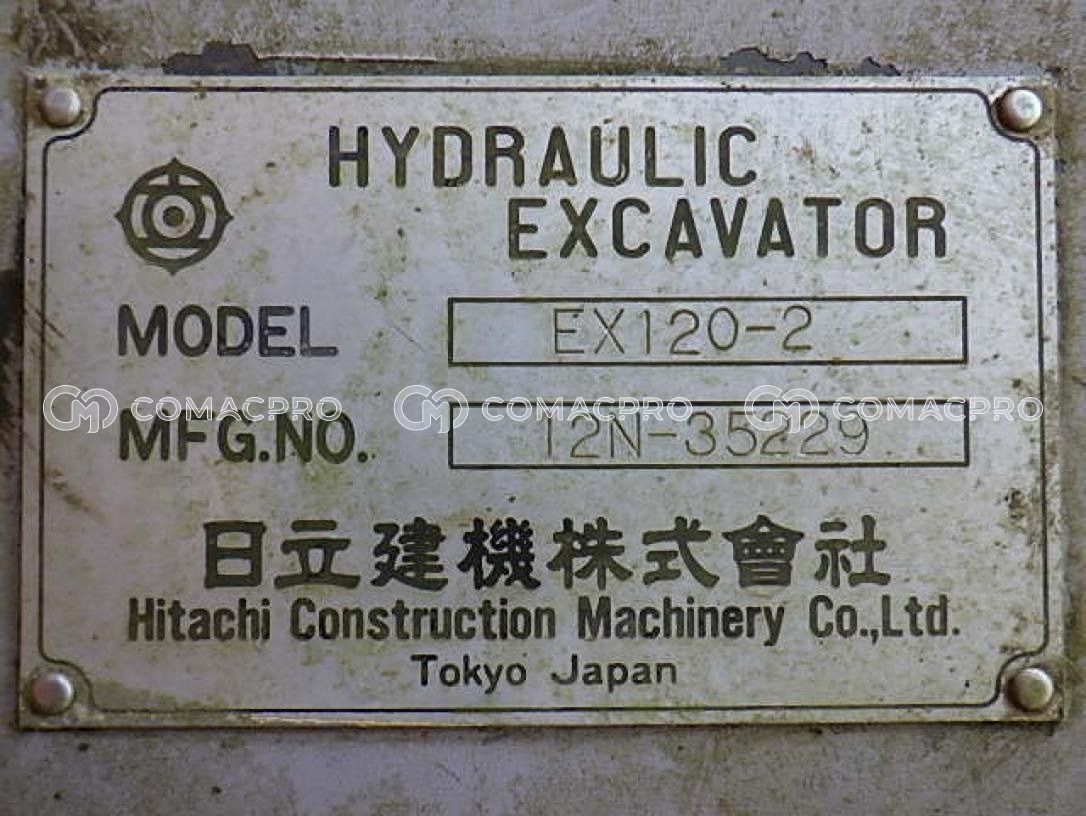 HYDRAULIC
EXCAVATOR
MODEL EX120-2
COMACPRO COMACPRO COMACPRO
MFG.NO. 12N-35229
日立建機株式會社
Hitachi Construction Machinery Co.,Ltd.
Tokyo Japan